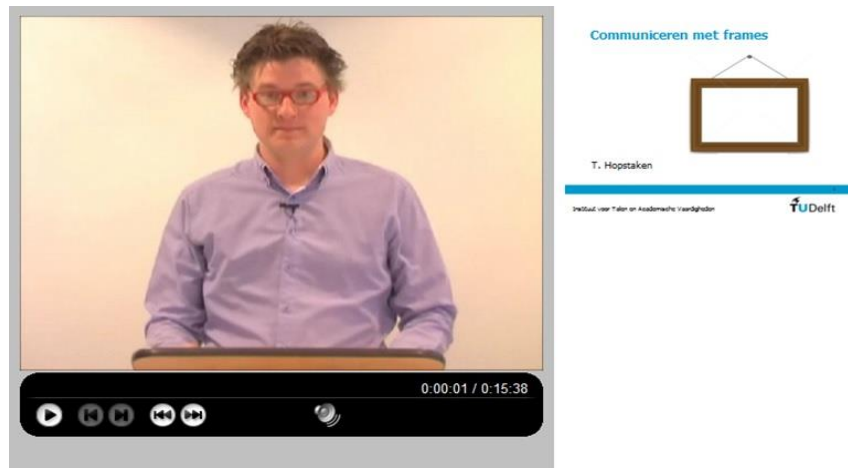 Communiceren met frames
T. Hopstaken
Instituut voor Talen en Academische Vaardigheden
TUDelft
0:00:01 / 0:15:38